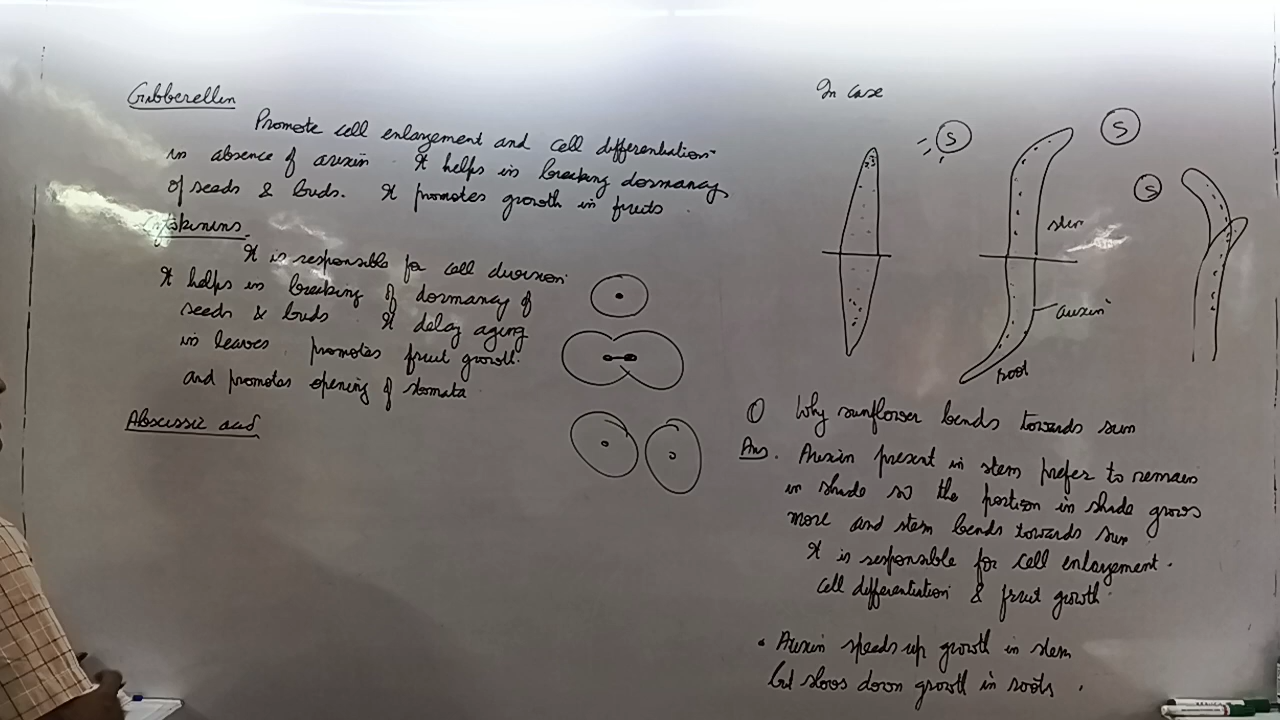 Gibberellin
Promote cell enlargement and cell differentiation
in absence of auxin. It helps in breaking dormancy
of seeds & buds. It promotes growth in fruits.
Cytokinins.
It is responsible for cell division
It helps in breaking of dormancy of
seeds & buds. It delay aging
in leaves. promotes fruit growth.
and promotes opening of stomata
Abscissic acid
In case
S
S
S
stem
auxin
root
Q Why sunflower bends towards sun
Ans. Auxin present in stem prefer to remain
in shade so the portion in shade grows
more and stem bends towards sun
It is responsible for cell enlargement.
cell differentiation & fruit growth.
• Auxin speeds up growth in stem
but slows down growth in roots.